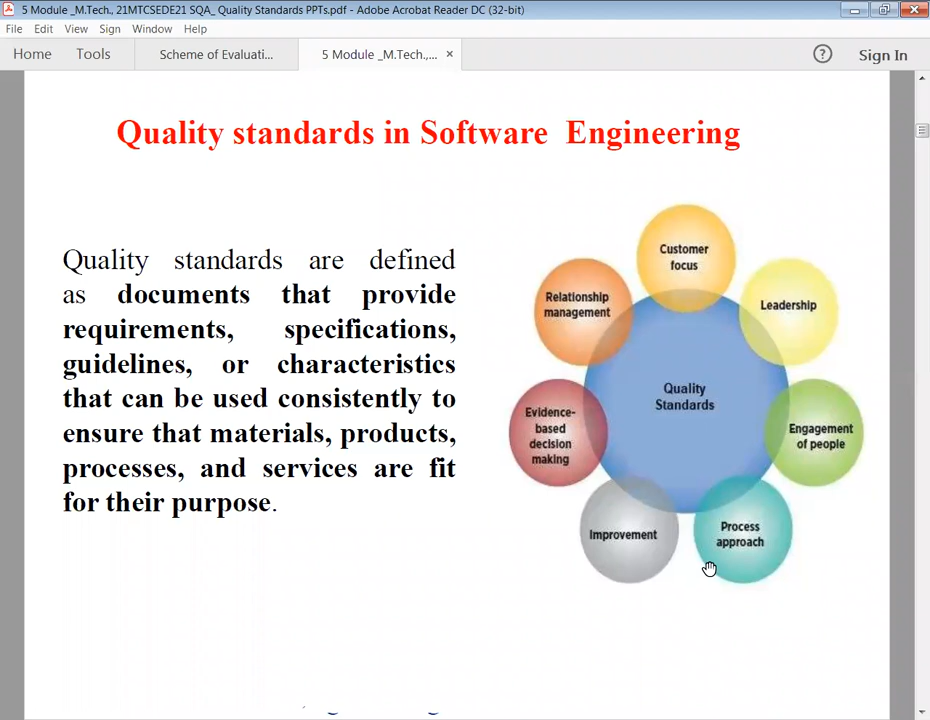 5 Module _M.Tech., 21MTCSEDE21 SQA_ Quality Standards PPTs.pdf - Adobe Acrobat Reader DC (32-bit)
File Edit View Sign Window Help
Home Tools Scheme of Evaluati... 5 Module _M.Tech.,... × ? Sign In
Quality standards in Software Engineering
Quality standards are defined
as documents that provide
requirements, specifications,
guidelines, or characteristics
that can be used consistently to
ensure that materials, products,
processes, and services are fit
for their purpose.
Customer
focus
Relationship
management
Leadership
Quality
Standards
Evidence-
based
decision
making
Engagement
of people
Improvement
Process
approach